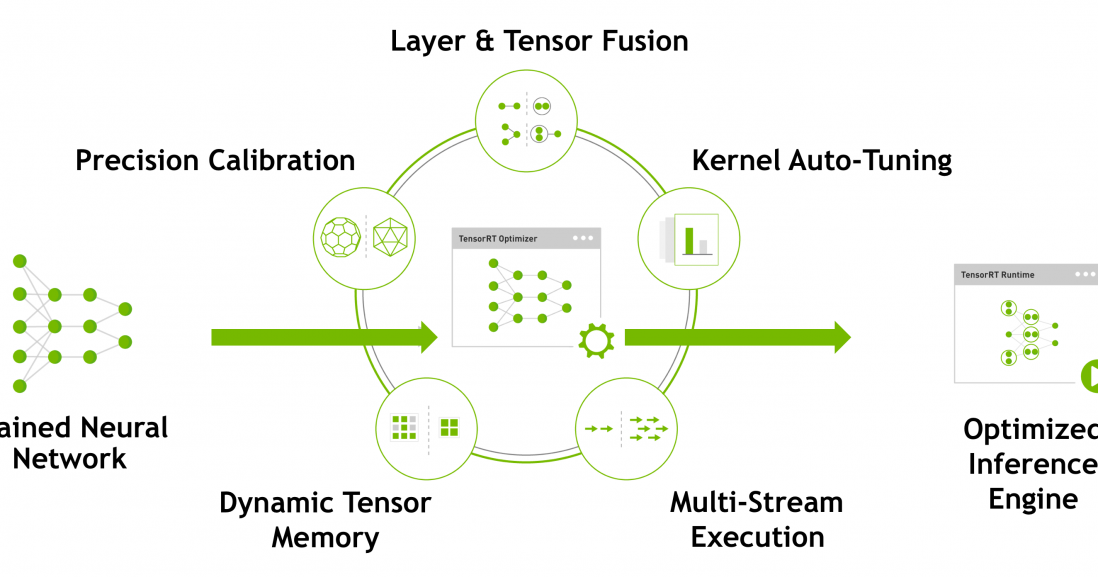 Layer & Tensor Fusion
Precision Calibration
Kernel Auto-Tuning
TensorRT Optimizer
TensorRT Runtime
ained Neural
Network
Optimized
Inference
Engine
Dynamic Tensor
Memory
Multi-Stream
Execution